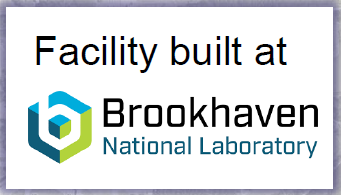 Facility built at
Brookhaven
National Laboratory